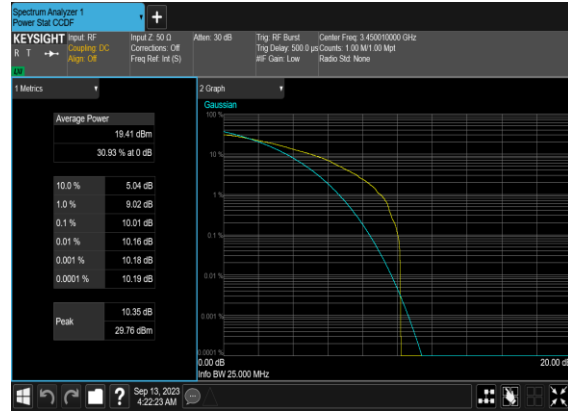 Spectrum Analyzer 1
Power Stat CCDF
KEYSIGHT
R T
LXI
Input: RF
Coupling: DC
Align: Off
Input Z: 50 Ω
Corrections: Off
Freq Ref: Int (S)
Atten: 30 dB
Trig: RF Burst
Trig Delay: 500.0 µs
#IF Gain: Low
Center Freq: 3.450010000 GHz
Counts: 1.00 M/1.00 Mpt
Radio Std: None
1 Metrics
Average Power
19.41 dBm
30.93 % at 0 dB
10.0 % 5.04 dB
1.0 % 9.02 dB
0.1 % 10.01 dB
0.01 % 10.16 dB
0.001 % 10.18 dB
0.0001 % 10.19 dB
Peak
10.35 dB
29.76 dBm
2 Graph
Gaussian
100 %
10 %
1 %
0.1 %
0.01 %
0.001 %
0.0001 %
0.00 dB
20.00 dB
Info BW 25.000 MHz
?
Sep 13, 2023
4:22:23 AM